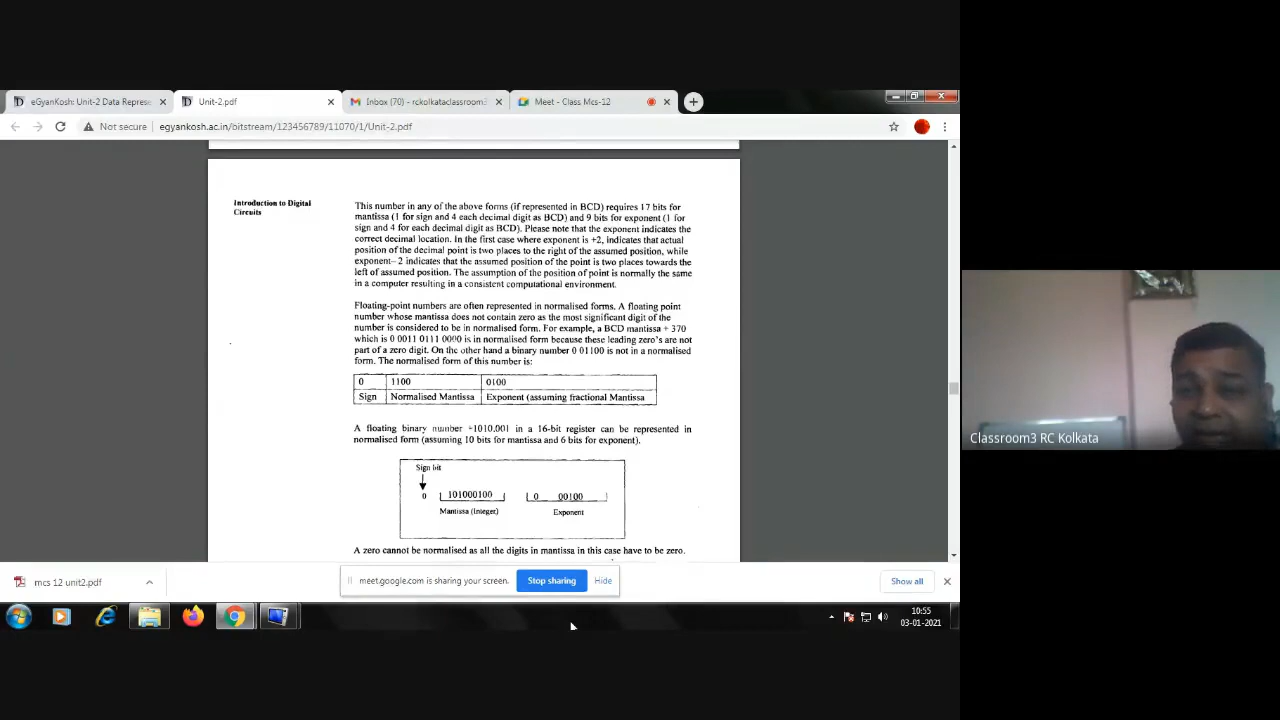 eGyanKosh: Unit-2 Data Represe
Unit-2.pdf
Inbox (70) - rckolkataclassroom3
Meet - Class Mcs-12
Not secure
egyankosh.ac.in/bitstream/123456789/11070/1/Unit-2.pdf
Introduction to Digital
Circuits
This number in any of the above forms (if represented in BCD) requires 17 bits for
mantissa (1 for sign and 4 each decimal digit as BCD) and 9 bits for exponent (1 for
sign and 4 for each decimal digit as BCD). Please note that the exponent indicates the
correct decimal location. In the first case where exponent is +2, indicates that actual
position of the decimal point is two places to the right of the assumed position, while
exponent– 2 indicates that the assumed position of the point is two places towards the
left of assumed position. The assumption of the position of point is normally the same
in a computer resulting in a consistent computational environment.
Floating-point numbers are often represented in normalised forms. A floating point
number whose mantissa does not contain zero as the most significant digit of the
number is considered to be in normalised form. For example, a BCD mantissa + 370
which is 0 0011 0111 0000 is in normalised form because these leading zero's are not
part of a zero digit. On the other hand a binary number 0 01100 is not in a normalised
form. The normalised form of this number is:
0 1100 0100
Sign Normalised Mantissa Exponent (assuming fractional Mantissa
A floating binary number +1010.001 in a 16-bit register can be represented in
normalised form (assuming 10 bits for mantissa and 6 bits for exponent).
Sign bit
0 101000100 0 00100
Mantissa (Integer) Exponent
A zero cannot be normalised as all the digits in mantissa in this case have to be zero.
Classroom3 RC Kolkata
mcs 12 unit2.pdf
meet.google.com is sharing your screen.
Stop sharing
Hide
Show all
10:55
03-01-2021